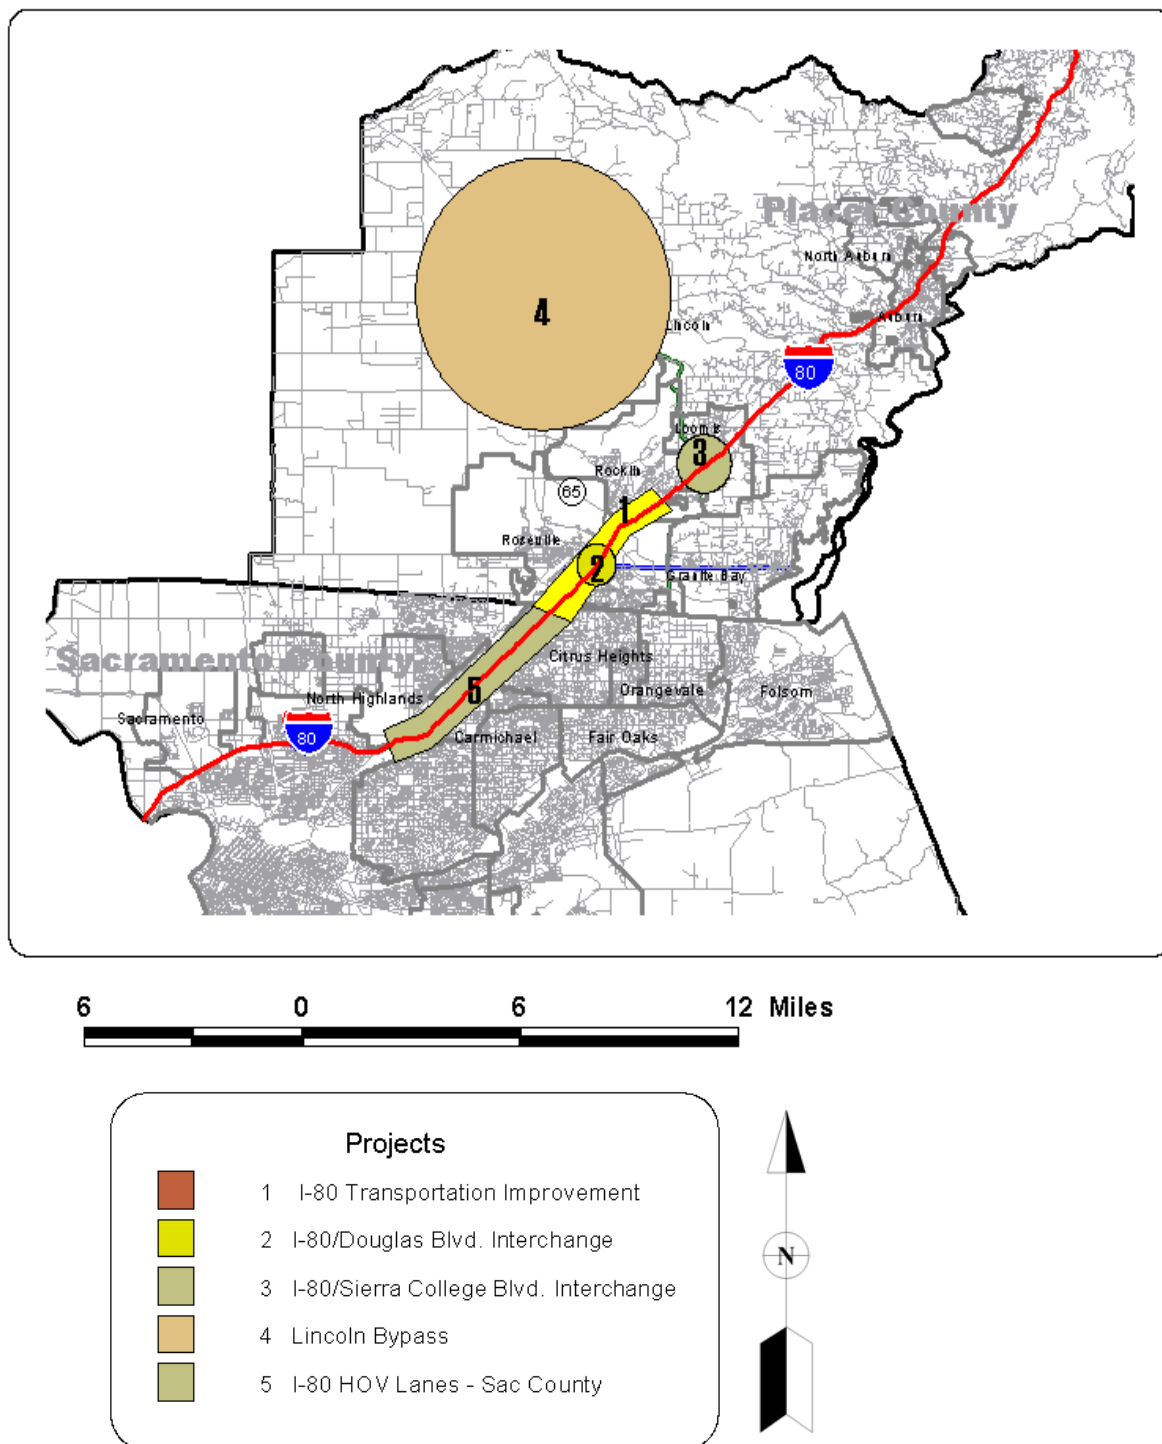 Placer County
North Auburn
4
Lincoln
Auburn
80
Loomis
3
Rocklin
65
1
Roseville
2
Granite Bay
Sacramento County
Citrus Heights
5
North Highlands
Orangevale
Folsom
Sacramento
80
Carmichael
Fair Oaks
6 0 6 12 Miles
Projects
1 I-80 Transportation Improvement
2 I-80/Douglas Blvd. Interchange
3 I-80/Sierra College Blvd. Interchange
4 Lincoln Bypass
5 I-80 HOV Lanes - Sac County
N